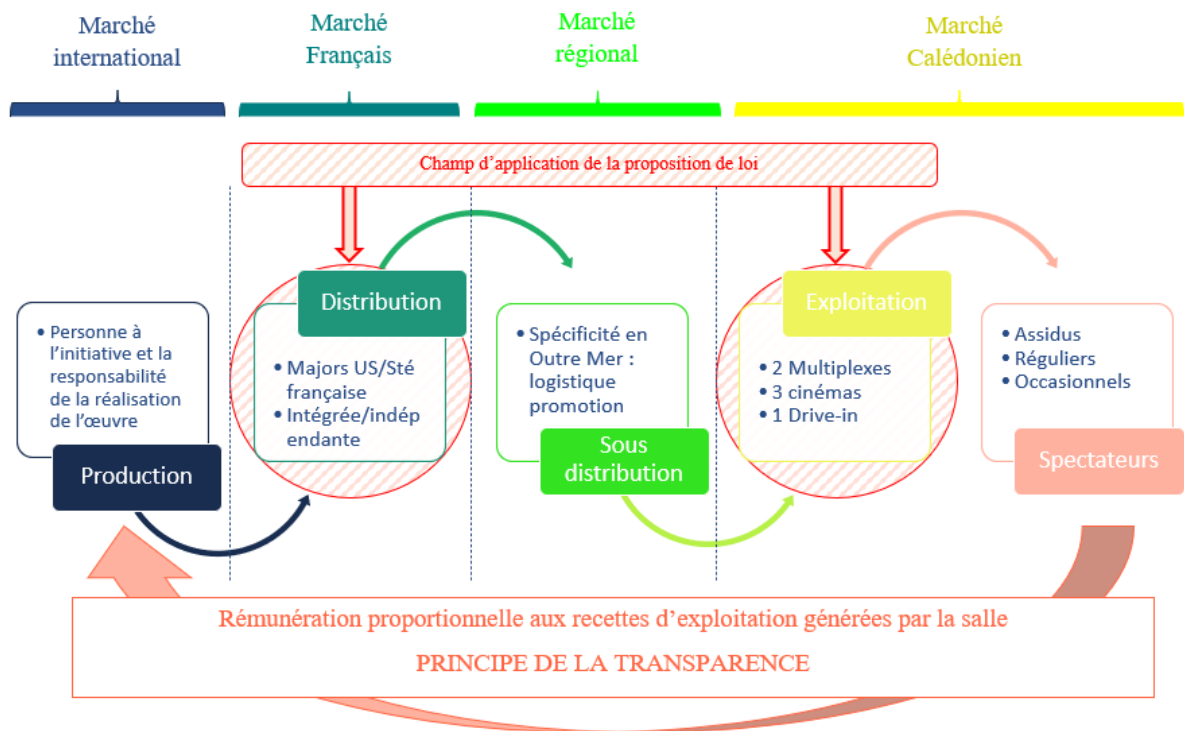 Marché
international
Marché
Français
Marché
régional
Marché
Calédonien
Champ d’application de la proposition de loi
• Personne à
l’initiative et la
responsabilité
de la réalisation
de l’œuvre
Production
Distribution
• Majors US/Sté
française
• Intégrée/indép
endante
• Spécificité en
Outre Mer :
logistique
promotion
Sous
distribution
Exploitation
• 2 Multiplexes
• 3 cinémas
• 1 Drive-in
• Assidus
• Réguliers
• Occasionnels
Spectateurs
Rémunération proportionnelle aux recettes d’exploitation générées par la salle
PRINCIPE DE LA TRANSPARENCE